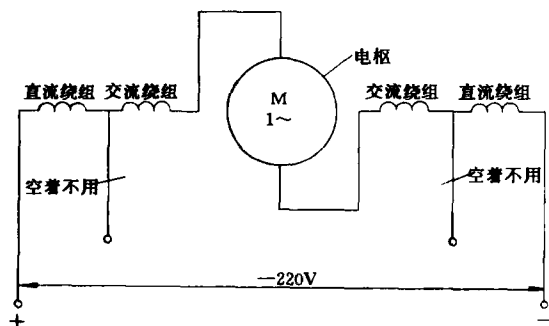 电枢
直流绕组 交流绕组
M
1~
交流绕组 直流绕组
空着不用
空着不用
—220V
+ −